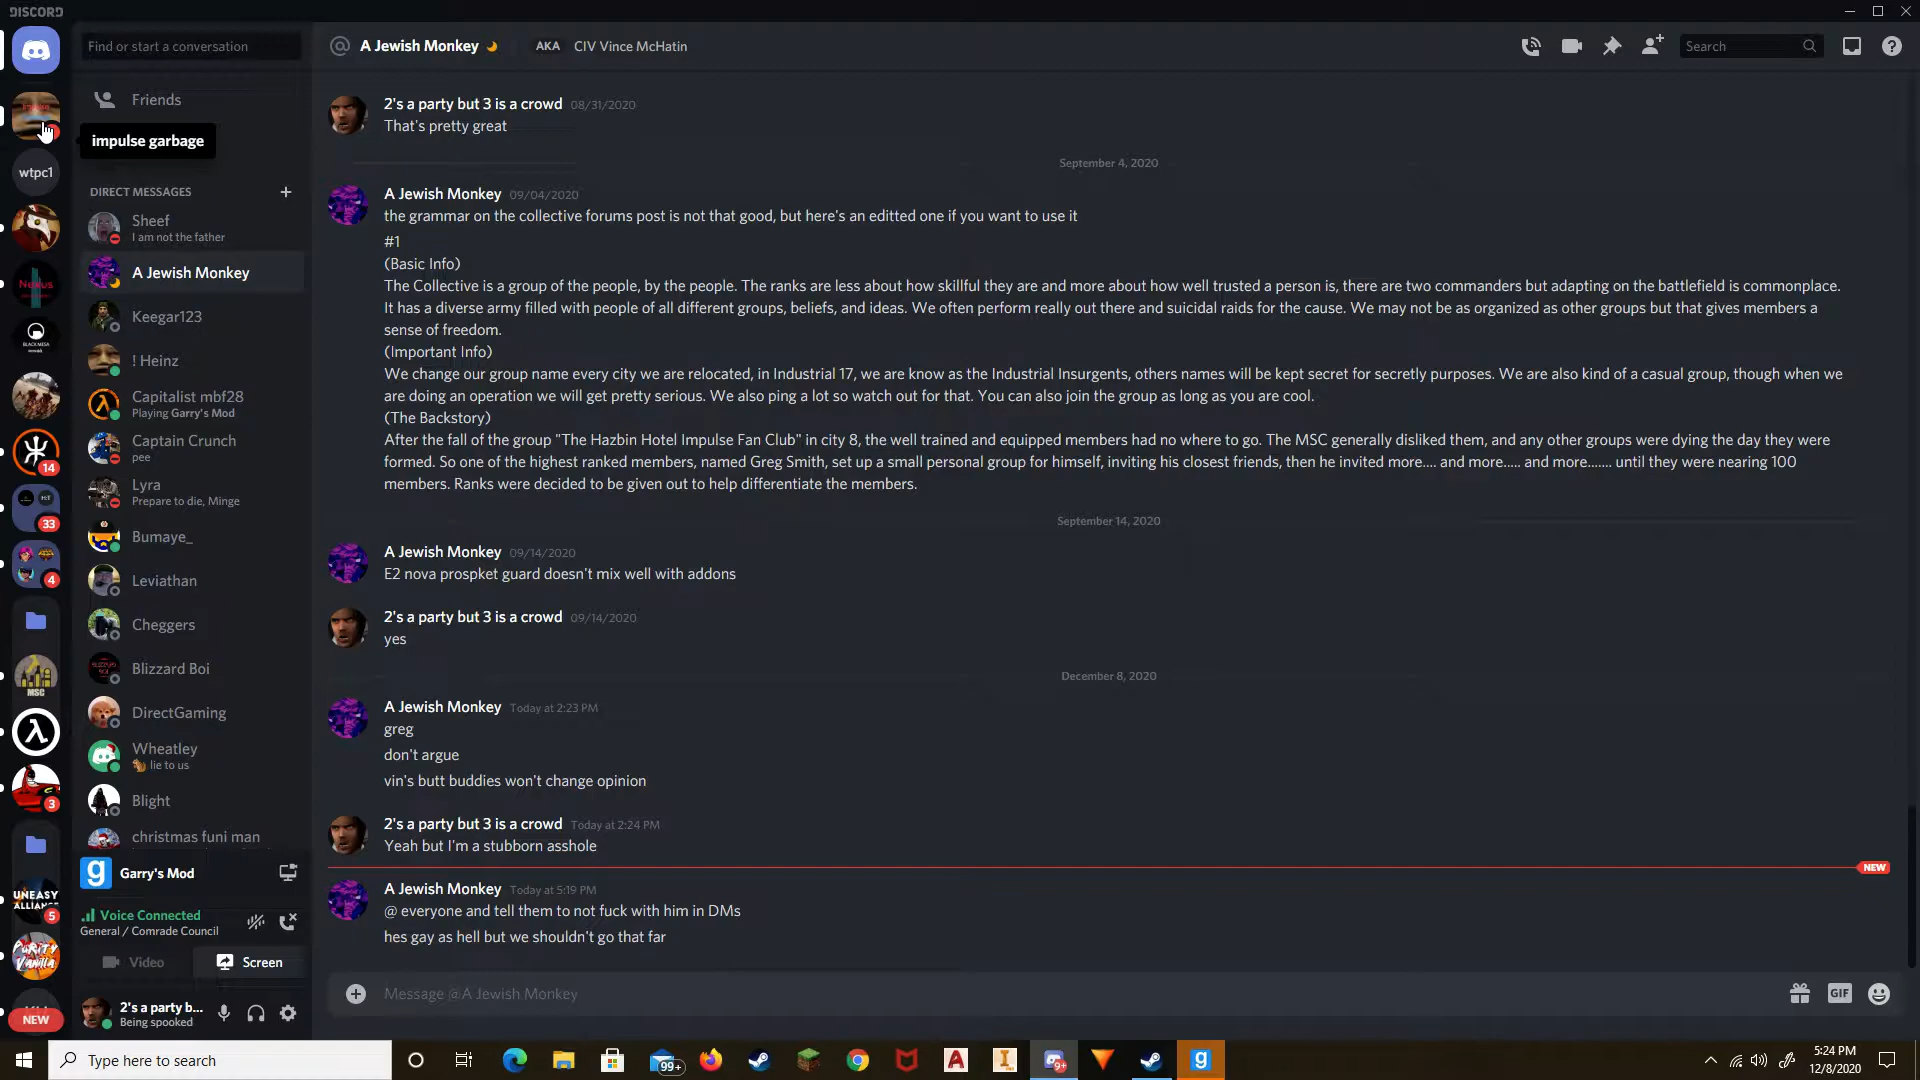 DISCORD
Find or start a conversation
A Jewish Monkey
AKA
CIV Vince McHatin
Search
Friends
impulse garbage
wtpc1
DIRECT MESSAGES
Sheef
I am not the father
A Jewish Monkey
Keegar123
! Heinz
Capitalist mbf28
Playing Garry's Mod
Captain Crunch
pee
Lyra
Prepare to die, Minge
Bumaye_
Leviathan
Cheggers
Blizzard Boi
DirectGaming
Wheatley
lie to us
Blight
christmas funi man
Nexus
BLACK MESA
14
33
4
MSC
3
UNEASY
ALLIANCE
5
PURITY
VANILLA
NEW
Garry's Mod
Voice Connected
General / Comrade Council
Video
Screen
2's a party b...
Being spooked
2's a party but 3 is a crowd 08/31/2020
That's pretty great
September 4, 2020
A Jewish Monkey 09/04/2020
the grammar on the collective forums post is not that good, but here's an editted one if you want to use it
#1
(Basic Info)
The Collective is a group of the people, by the people. The ranks are less about how skillful they are and more about how well trusted a person is, there are two commanders but adapting on the battlefield is commonplace.
It has a diverse army filled with people of all different groups, beliefs, and ideas. We often perform really out there and suicidal raids for the cause. We may not be as organized as other groups but that gives members a
sense of freedom.
(Important Info)
We change our group name every city we are relocated, in Industrial 17, we are know as the Industrial Insurgents, others names will be kept secret for secretly purposes. We are also kind of a casual group, though when we
are doing an operation we will get pretty serious. We also ping a lot so watch out for that. You can also join the group as long as you are cool.
(The Backstory)
After the fall of the group "The Hazbin Hotel Impulse Fan Club" in city 8, the well trained and equipped members had no where to go. The MSC generally disliked them, and any other groups were dying the day they were
formed. So one of the highest ranked members, named Greg Smith, set up a small personal group for himself, inviting his closest friends, then he invited more.... and more..... and more....... until they were nearing 100
members. Ranks were decided to be given out to help differentiate the members.
September 14, 2020
A Jewish Monkey 09/14/2020
E2 nova prospket guard doesn't mix well with addons
2's a party but 3 is a crowd 09/14/2020
yes
December 8, 2020
A Jewish Monkey Today at 2:23 PM
greg
don't argue
vin's butt buddies won't change opinion
2's a party but 3 is a crowd Today at 2:24 PM
Yeah but I'm a stubborn asshole
NEW
A Jewish Monkey Today at 5:19 PM
@ everyone and tell them to not fuck with him in DMs
hes gay as hell but we shouldn't go that far
Message @A Jewish Monkey
GIF
Type here to search
99+
9+
5:24 PM
12/8/2020